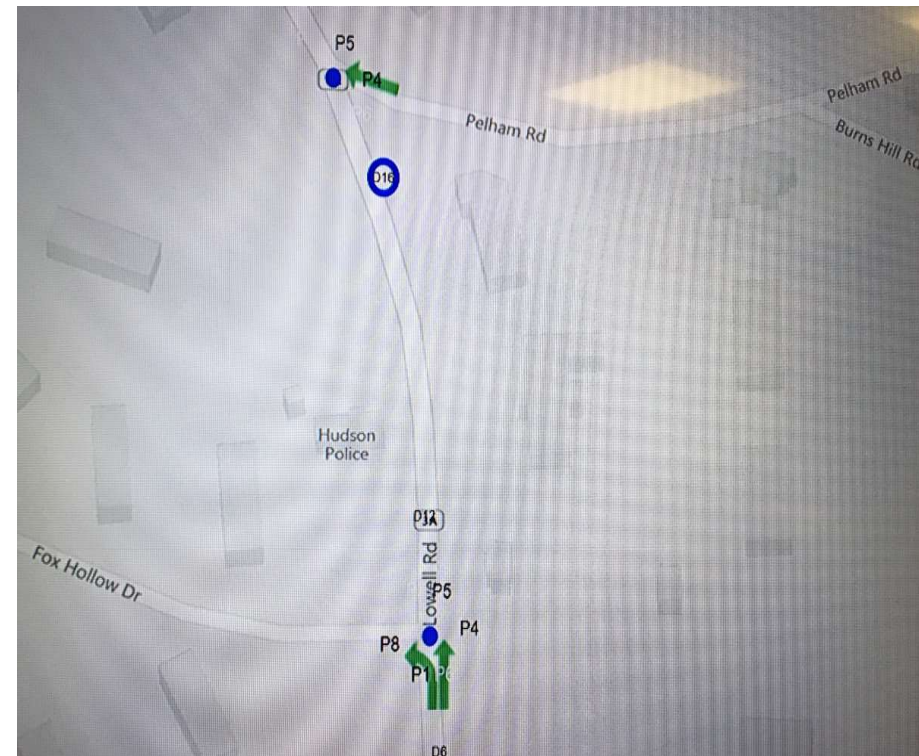 P5
P4
Pelham Rd
Pelham Rd
Burns Hill Rd
D16
Hudson
Police
Lowell Rd
Fox Hollow Dr
P5
P4
P8
P1
D6